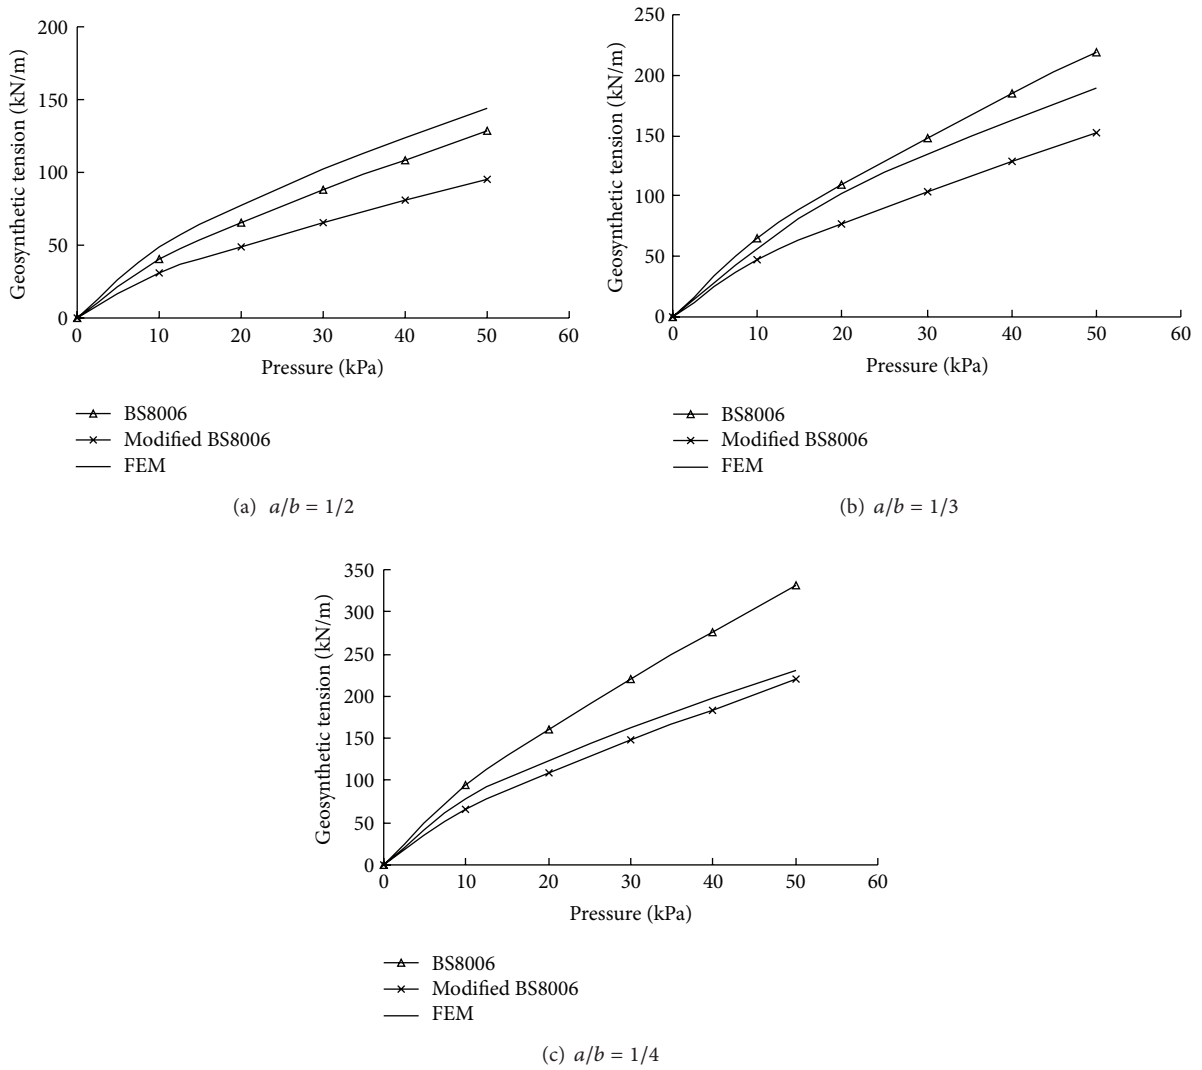 200
150
100
50
0
Geosynthetic tension (kN/m)
0 10 20 30 40 50 60
Pressure (kPa)
BS8006
Modified BS8006
FEM
(a) a/b = 1/2
250
200
150
100
50
0
Geosynthetic tension (kN/m)
0 10 20 30 40 50 60
Pressure (kPa)
BS8006
Modified BS8006
FEM
(b) a/b = 1/3
350
300
250
200
150
100
50
0
Geosynthetic tension (kN/m)
0 10 20 30 40 50 60
Pressure (kPa)
BS8006
Modified BS8006
FEM
(c) a/b = 1/4